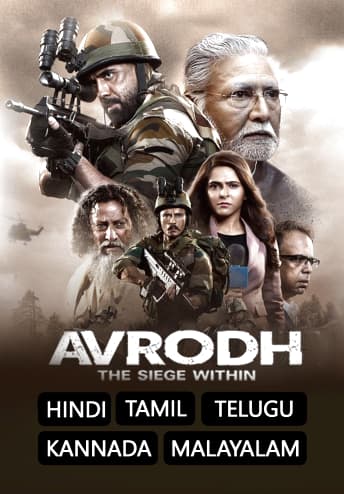 AVRODH
THE SIEGE WITHIN
HINDI TAMIL TELUGU
KANNADA MALAYALAM